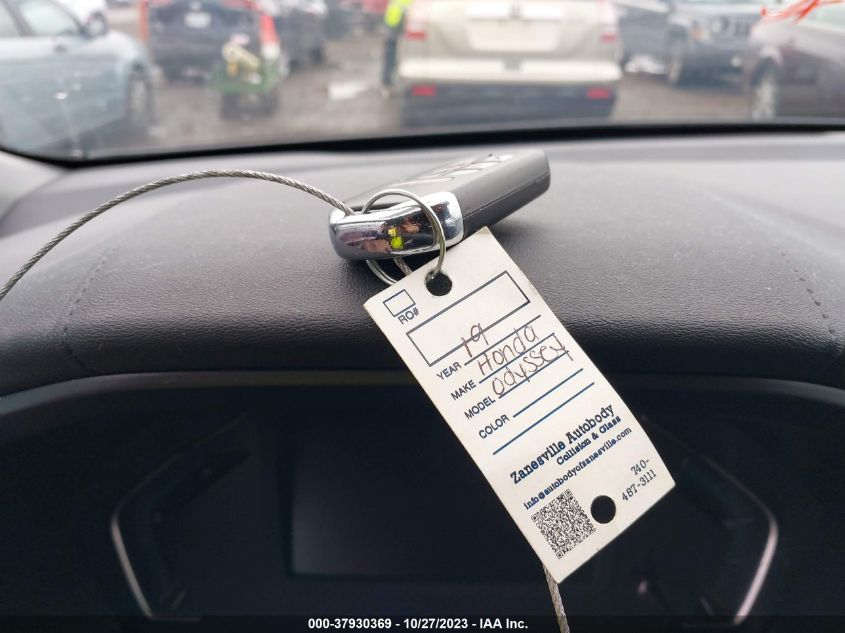 RO#
YEAR 19
MAKE Honda
MODEL Odyssey
COLOR
Zanesville Autobody
Collision & Glass
info@autobodyofzanesville.com
740-
487-3111
000-37930369 - 10/27/2023 - IAA Inc.